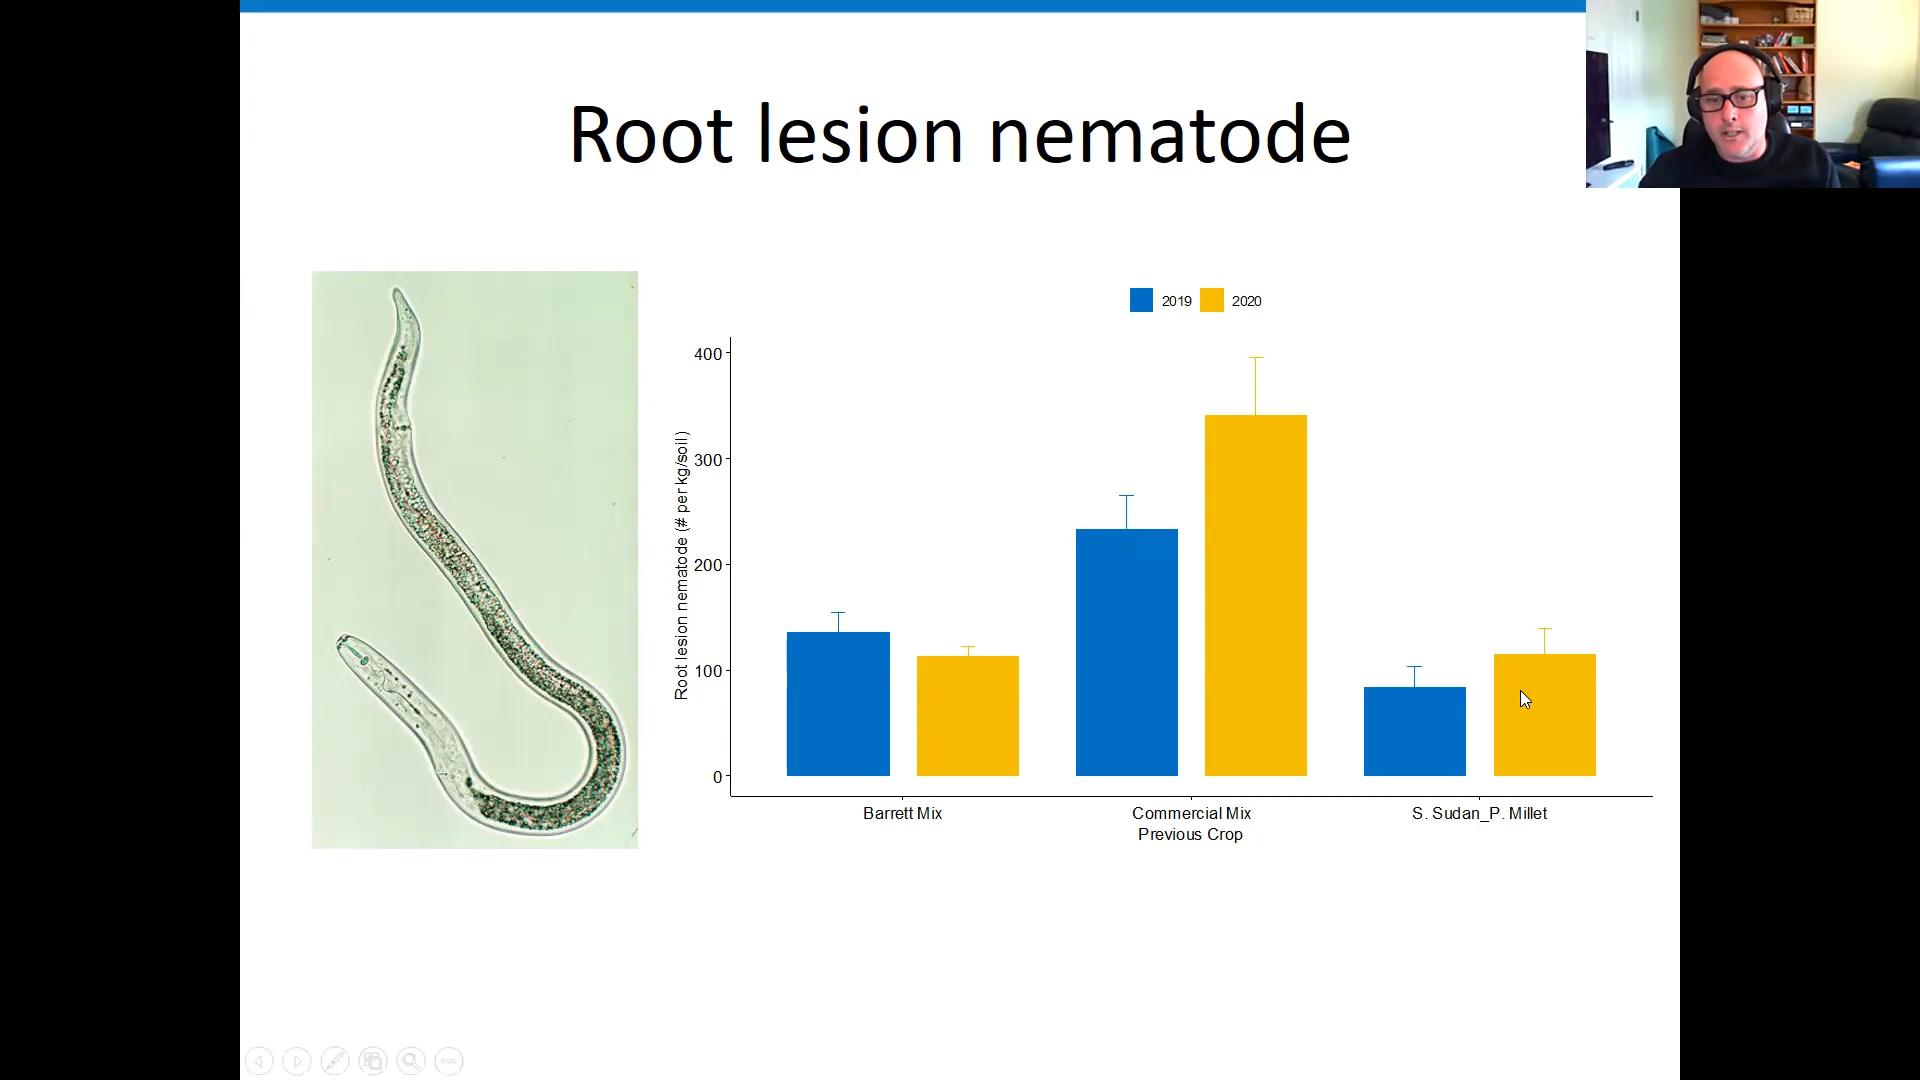 Root lesion nematode
2019 2020
Root lesion nematode (# per kg/soil)
400
300
200
100
0
Barrett Mix Commercial Mix S. Sudan_P. Millet
Previous Crop